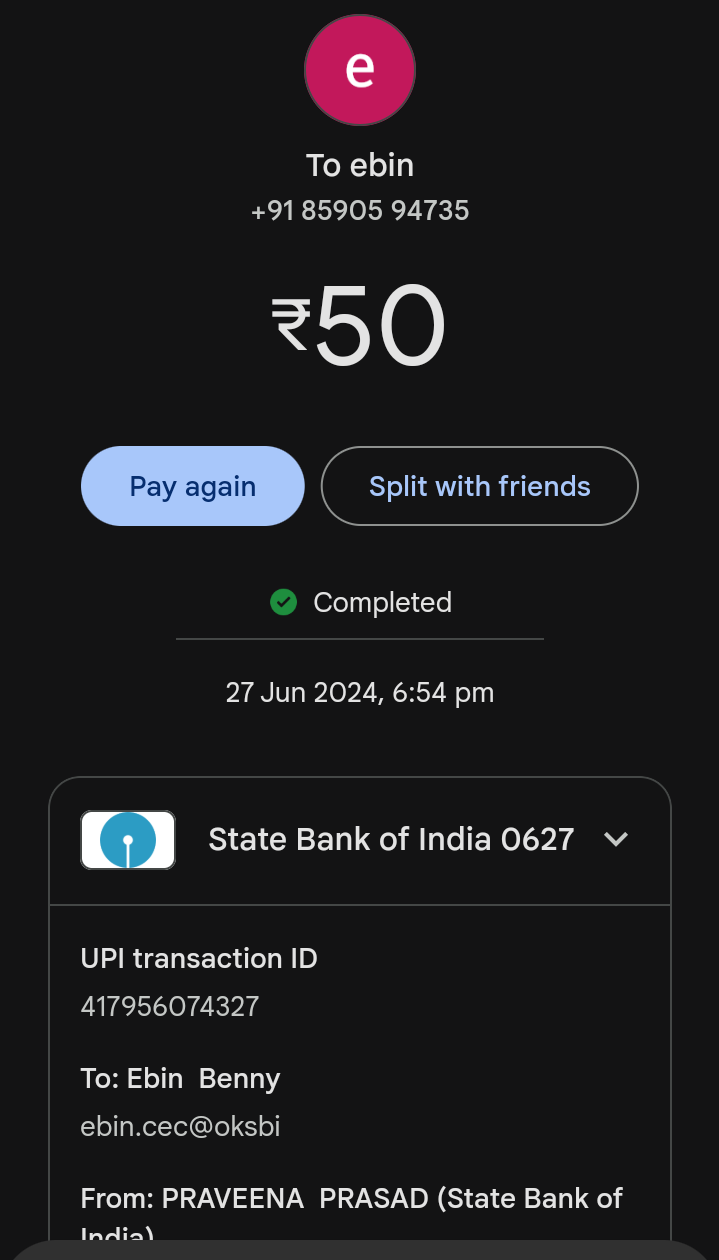 e
To ebin
+91 85905 94735
₹50
Pay again
Split with friends
Completed
27 Jun 2024, 6:54 pm
State Bank of India 0627
UPI transaction ID
417956074327
To: Ebin  Benny
ebin.cec@oksbi
From: PRAVEENA  PRASAD (State Bank of
India)